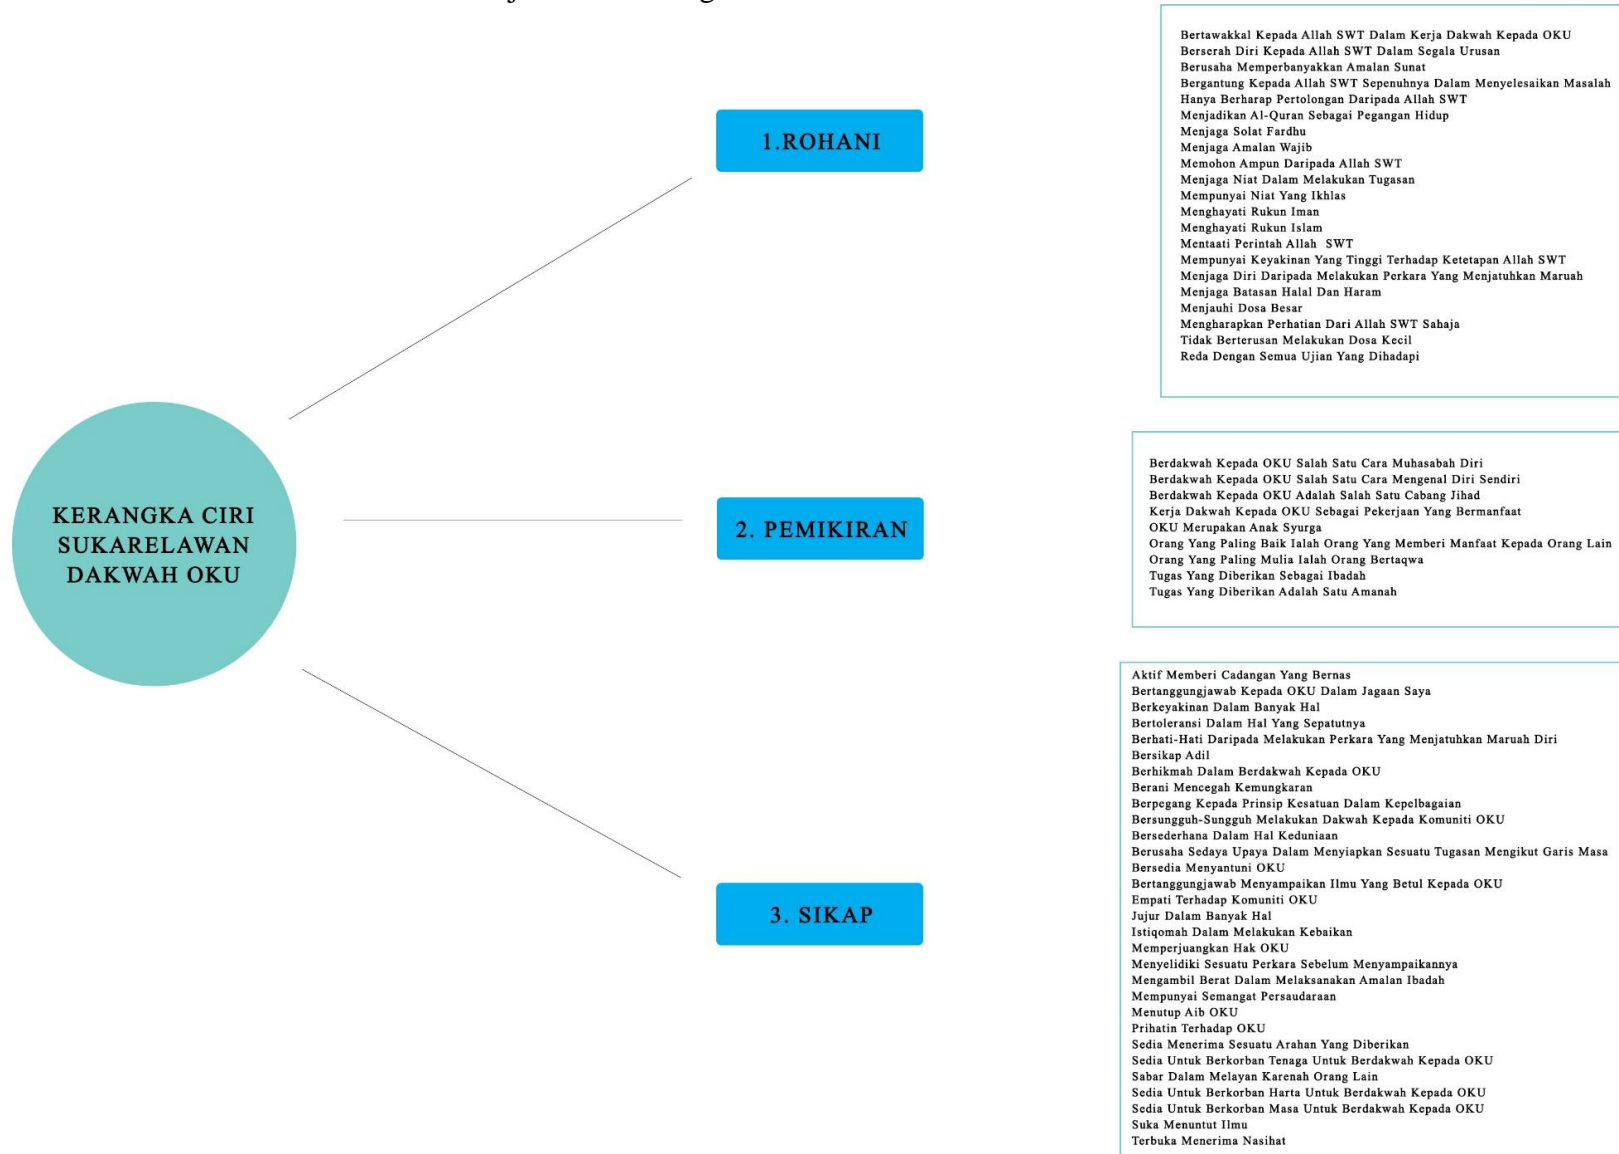 KERANGKA CIRI
SUKARELAWAN
DAKWAH OKU
1.ROHANI
Bertawakkal Kepada Allah SWT Dalam Kerja Dakwah Kepada OKU
Berserah Diri Kepada Allah SWT Dalam Segala Urusan
Berusaha Memperbanyakkan Amalan Sunat
Bergantung Kepada Allah SWT Sepenuhnya Dalam Menyelesaikan Masalah
Hanya Berharap Pertolongan Daripada Allah SWT
Menjadikan Al-Quran Sebagai Pegangan Hidup
Menjaga Solat Fardhu
Menjaga Amalan Wajib
Memohon Ampun Daripada Allah SWT
Menjaga Niat Dalam Melakukan Tugasan
Mempunyai Niat Yang Ikhlas
Menghayati Rukun Iman
Menghayati Rukun Islam
Mentaati Perintah Allah SWT
Mempunyai Keyakinan Yang Tinggi Terhadap Ketetapan Allah SWT
Menjaga Diri Daripada Melakukan Perkara Yang Menjatuhkan Maruah
Menjaga Batasan Halal Dan Haram
Menjauhi Dosa Besar
Mengharapkan Perhatian Dari Allah SWT Sahaja
Tidak Berterusan Melakukan Dosa Kecil
Reda Dengan Semua Ujian Yang Dihadapi
2. PEMIKIRAN
Berdakwah Kepada OKU Salah Satu Cara Muhasabah Diri
Berdakwah Kepada OKU Salah Satu Cara Mengenal Diri Sendiri
Berdakwah Kepada OKU Adalah Salah Satu Cabang Jihad
Kerja Dakwah Kepada OKU Sebagai Pekerjaan Yang Bermanfaat
OKU Merupakan Anak Syurga
Orang Yang Paling Baik Ialah Orang Yang Memberi Manfaat Kepada Orang Lain
Orang Yang Paling Mulia Ialah Orang Bertaqwa
Tugas Yang Diberikan Sebagai Ibadah
Tugas Yang Diberikan Adalah Satu Amanah
3. SIKAP
Aktif Memberi Cadangan Yang Bernas
Bertanggungjawab Kepada OKU Dalam Jagaan Saya
Berkeyakinan Dalam Banyak Hal
Bertoleransi Dalam Hal Yang Sepatutnya
Berhati-Hati Daripada Melakukan Perkara Yang Menjatuhkan Maruah Diri
Bersikap Adil
Berhikmah Dalam Berdakwah Kepada OKU
Berani Mencegah Kemungkaran
Berpegang Kepada Prinsip Kesatuan Dalam Kepelbagaian
Bersungguh-Sungguh Melakukan Dakwah Kepada Komuniti OKU
Bersederhana Dalam Hal Keduniaan
Berusaha Sedaya Upaya Dalam Menyiapkan Sesuatu Tugasan Mengikut Garis Masa
Bersedia Menyantuni OKU
Bertanggungjawab Menyampaikan Ilmu Yang Betul Kepada OKU
Empati Terhadap Komuniti OKU
Jujur Dalam Banyak Hal
Istiqomah Dalam Melakukan Kebaikan
Memperjuangkan Hak OKU
Menyelidiki Sesuatu Perkara Sebelum Menyampaikannya
Mengambil Berat Dalam Melaksanakan Amalan Ibadah
Mempunyai Semangat Persaudaraan
Menutup Aib OKU
Prihatin Terhadap OKU
Sedia Menerima Sesuatu Arahan Yang Diberikan
Sedia Untuk Berkorban Tenaga Untuk Berdakwah Kepada OKU
Sabar Dalam Melayan Karenah Orang Lain
Sedia Untuk Berkorban Harta Untuk Berdakwah Kepada OKU
Sedia Untuk Berkorban Masa Untuk Berdakwah Kepada OKU
Suka Menuntut Ilmu
Terbuka Menerima Nasihat